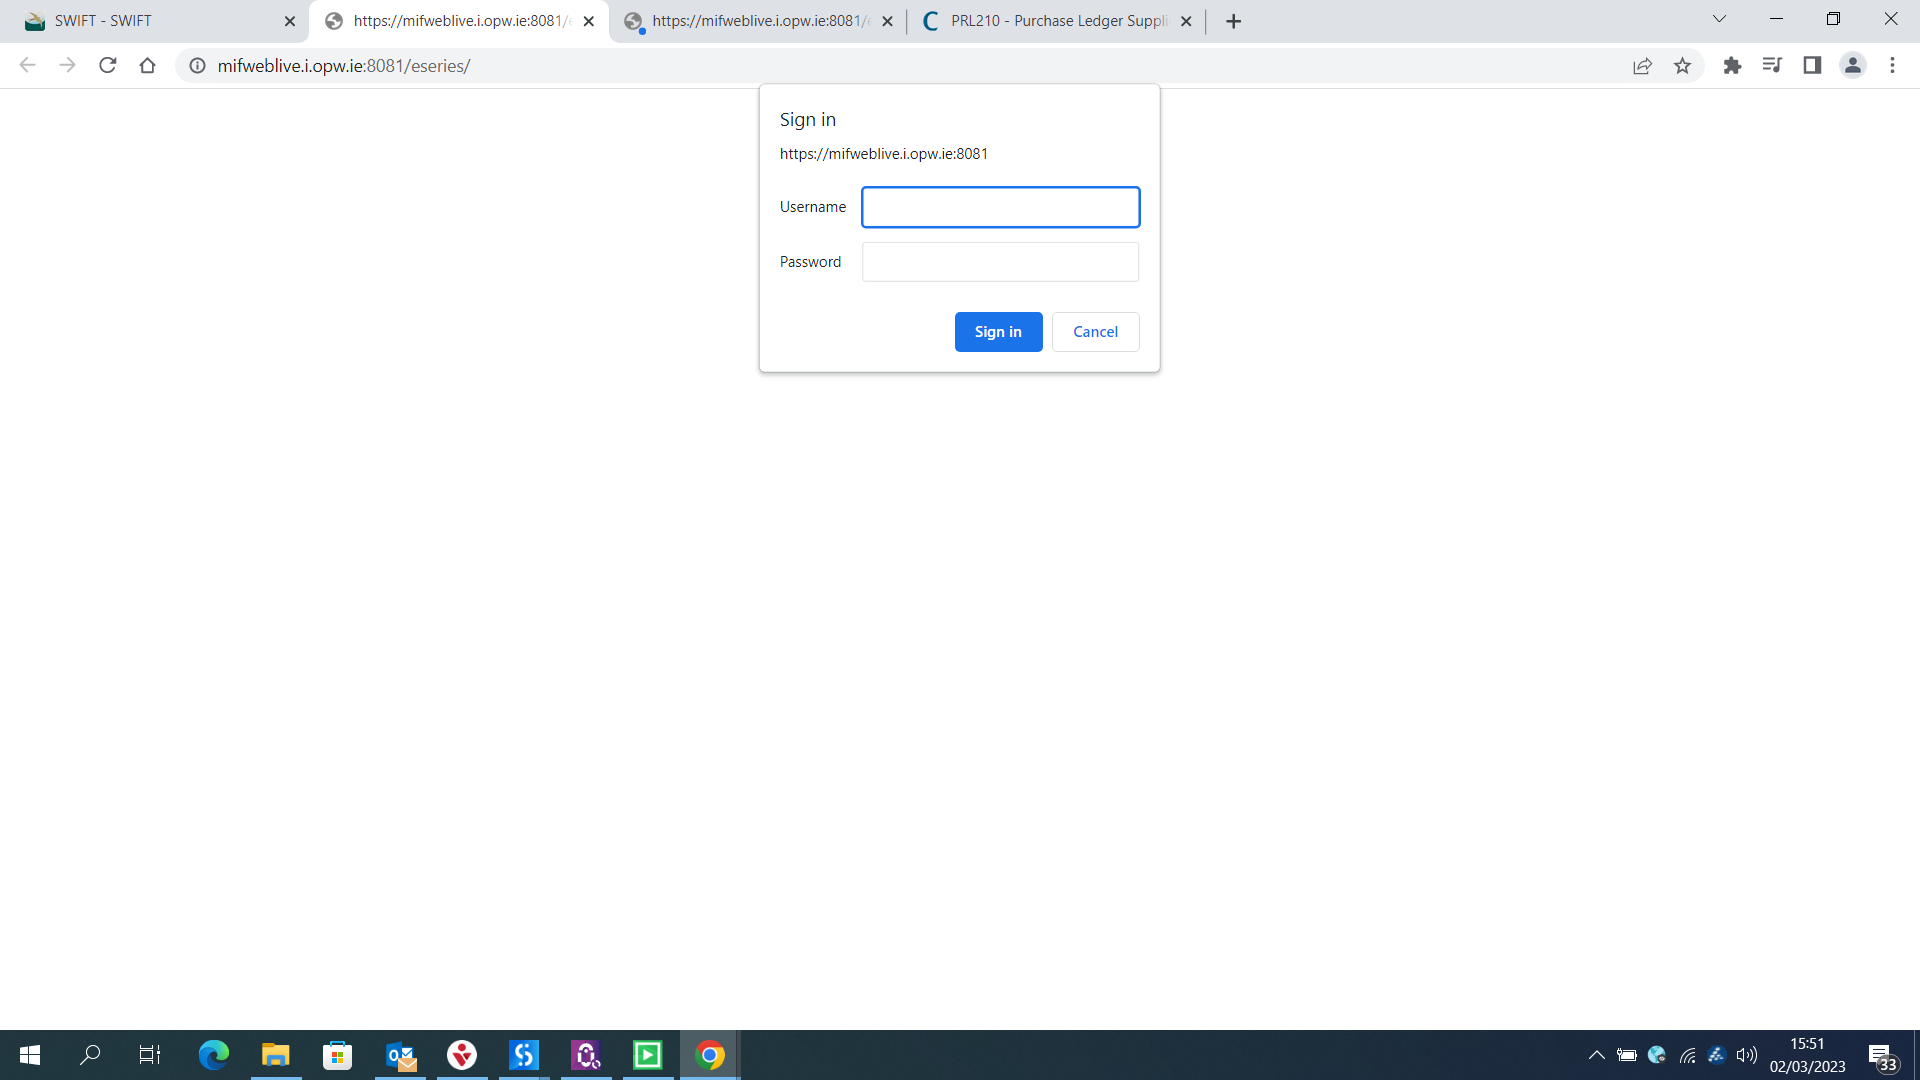 SWIFT - SWIFT
https://mifweblive.i.opw.ie:8081/
https://mifweblive.i.opw.ie:8081/
PRL210 - Purchase Ledger Suppli
mifweblive.i.opw.ie:8081/eseries/
Sign in
https://mifweblive.i.opw.ie:8081
Username
Password
Sign in
Cancel
15:51
02/03/2023
33